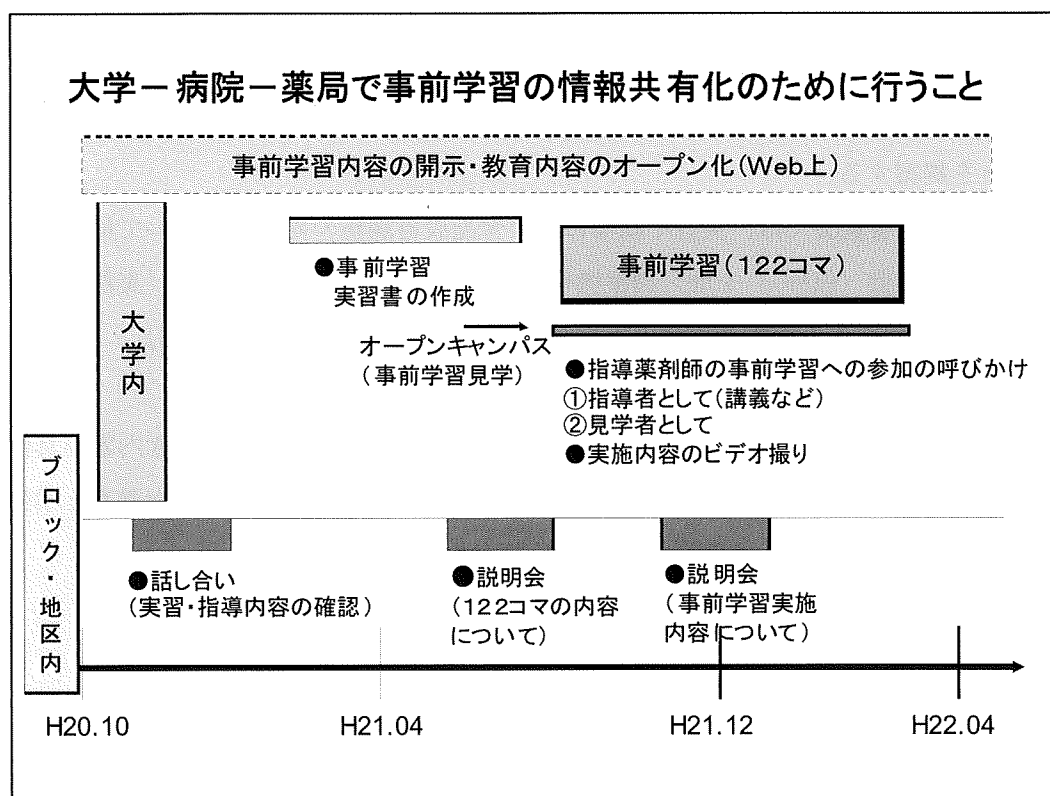 大学－病院－薬局で事前学習の情報共有化のために行うこと
事前学習内容の開示・教育内容のオープン化（Web上）
大学内
●事前学習
実習書の作成
事前学習（１２２コマ）
オープンキャンパス
（事前学習見学）
●指導薬剤師の事前学習への参加の呼びかけ
①指導者として（講義など）
②見学者として
●実施内容のビデオ撮り
ブロック・地区内
●話し合い
（実習・指導内容の確認）
●説明会
（１２２コマの内容
について）
●説明会
（事前学習実施
内容について）
H20.10
H21.04
H21.12
H22.04